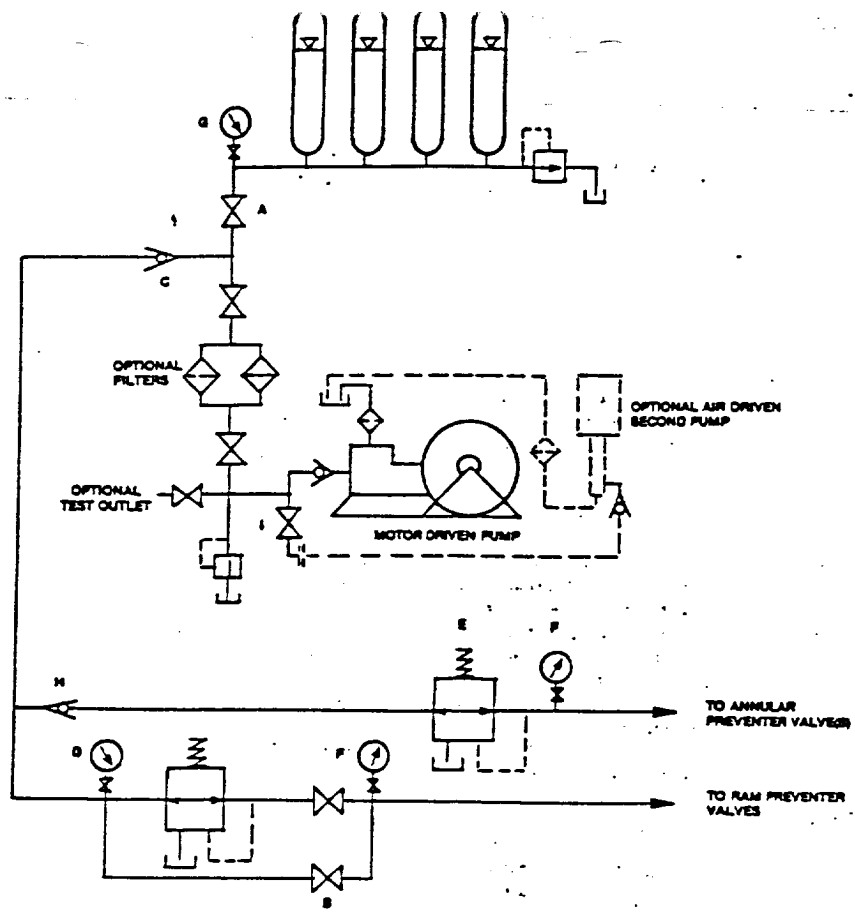 G
A
C
OPTIONAL
FILTERS
OPTIONAL AIR DRIVEN
SECOND PUMP
OPTIONAL
TEST OUTLET
MOTOR DRIVEN PUMP
E
F
H
TO ANNULAR
PREVENTER VALVE(S)
D
F
TO RAM PREVENTER
VALVES
B